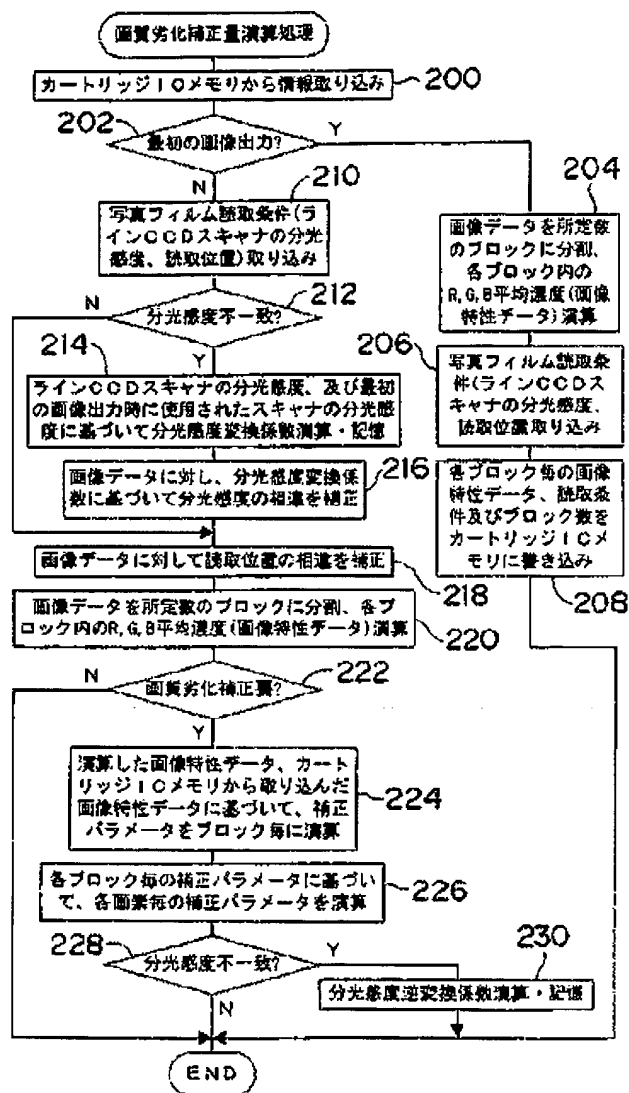 画質劣化補正量演算処理
カートリッジICメモリから情報取り込み
200
202
最初の画像出力?
Y
N
210
写真フィルム読取条件(ラ
インCCDスキャナの分光
感度、読取位置)取り込み
204
画像データを所定数
のブロックに分割、
各ブロック内の
R,G,B平均濃度(画像
特性データ)演算
N
212
分光感度不一致?
Y
206
写真フィルム読取条
件(ラインCCDス
キャナの分光感度、
読取位置取り込み
214
ラインCCDスキャナの分光感度、及び最初
の画像出力時に使用されたスキャナの分光感
度に基づいて分光感度変換係数演算・記憶
画像データに対し、分光感度変換係
数に基づいて分光感度の相違を補正
216
各ブロック毎の画像
特性データ、読取条
件及びブロック数を
カートリッジICメ
モリに書き込み
208
画像データに対して読取位置の相違を補正
218
画像データを所定数のブロックに分割、各ブ
ロック内のR,G,B平均濃度(画像特性データ)演算
220
N
222
画質劣化補正要?
Y
演算した画像特性データ、カート
リッジICメモリから取り込んだ
画像特性データに基づいて、補正
パラメータをブロック毎に演算
224
各ブロック毎の補正パラメータに基づい
て、各画素毎の補正パラメータを演算
226
228
分光感度不一致?
Y
N
230
分光感度逆変換係数演算・記憶
END